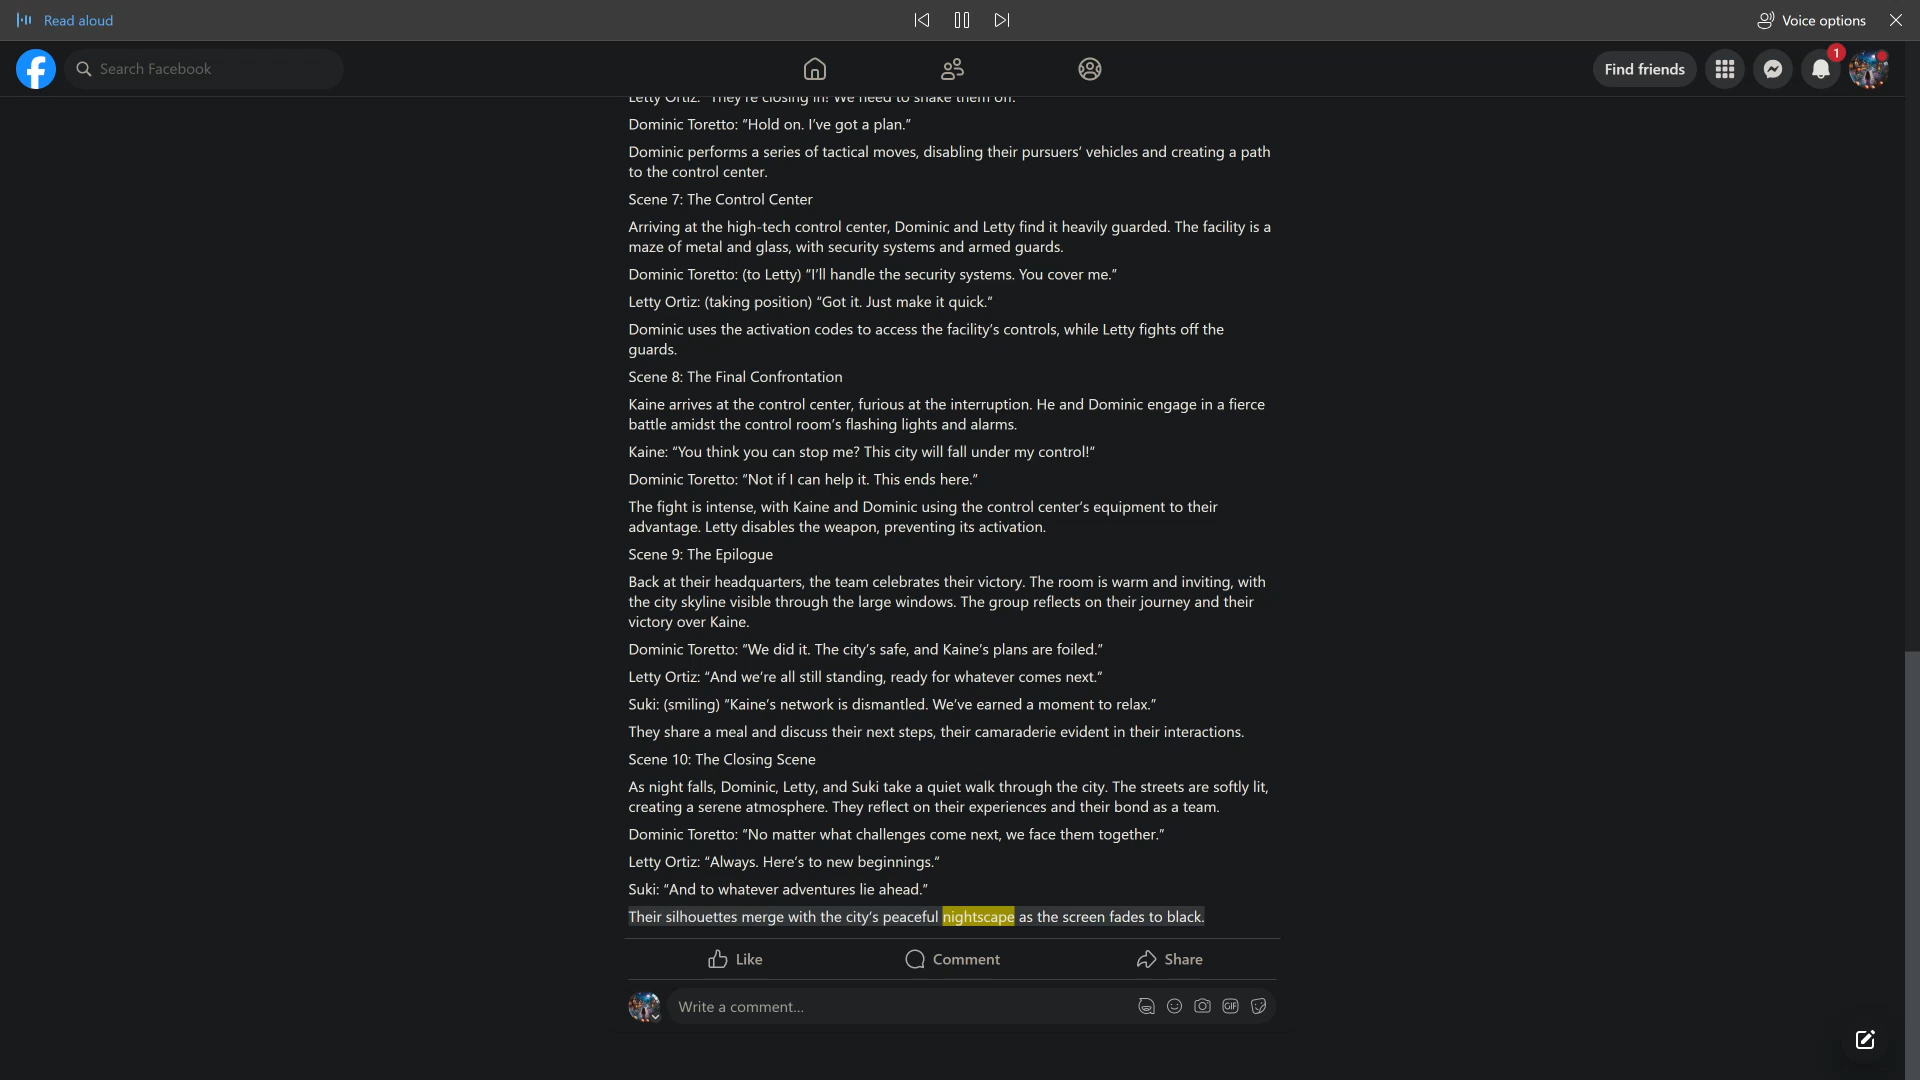 Read aloud
Voice options
Search Facebook
Find friends
1
Letty Ortiz: "They're closing in! We need to shake them off."
Dominic Toretto: "Hold on. I've got a plan."
Dominic performs a series of tactical moves, disabling their pursuers' vehicles and creating a path
to the control center.
Scene 7: The Control Center
Arriving at the high-tech control center, Dominic and Letty find it heavily guarded. The facility is a
maze of metal and glass, with security systems and armed guards.
Dominic Toretto: (to Letty) "I'll handle the security systems. You cover me."
Letty Ortiz: (taking position) "Got it. Just make it quick."
Dominic uses the activation codes to access the facility's controls, while Letty fights off the
guards.
Scene 8: The Final Confrontation
Kaine arrives at the control center, furious at the interruption. He and Dominic engage in a fierce
battle amidst the control room's flashing lights and alarms.
Kaine: "You think you can stop me? This city will fall under my control!"
Dominic Toretto: "Not if I can help it. This ends here."
The fight is intense, with Kaine and Dominic using the control center's equipment to their
advantage. Letty disables the weapon, preventing its activation.
Scene 9: The Epilogue
Back at their headquarters, the team celebrates their victory. The room is warm and inviting, with
the city skyline visible through the large windows. The group reflects on their journey and their
victory over Kaine.
Dominic Toretto: "We did it. The city's safe, and Kaine's plans are foiled."
Letty Ortiz: "And we're all still standing, ready for whatever comes next."
Suki: (smiling) "Kaine's network is dismantled. We've earned a moment to relax."
They share a meal and discuss their next steps, their camaraderie evident in their interactions.
Scene 10: The Closing Scene
As night falls, Dominic, Letty, and Suki take a quiet walk through the city. The streets are softly lit,
creating a serene atmosphere. They reflect on their experiences and their bond as a team.
Dominic Toretto: "No matter what challenges come next, we face them together."
Letty Ortiz: "Always. Here's to new beginnings."
Suki: "And to whatever adventures lie ahead."
Their silhouettes merge with the city's peaceful nightscape as the screen fades to black.
Like
Comment
Share
Write a comment...
GIF